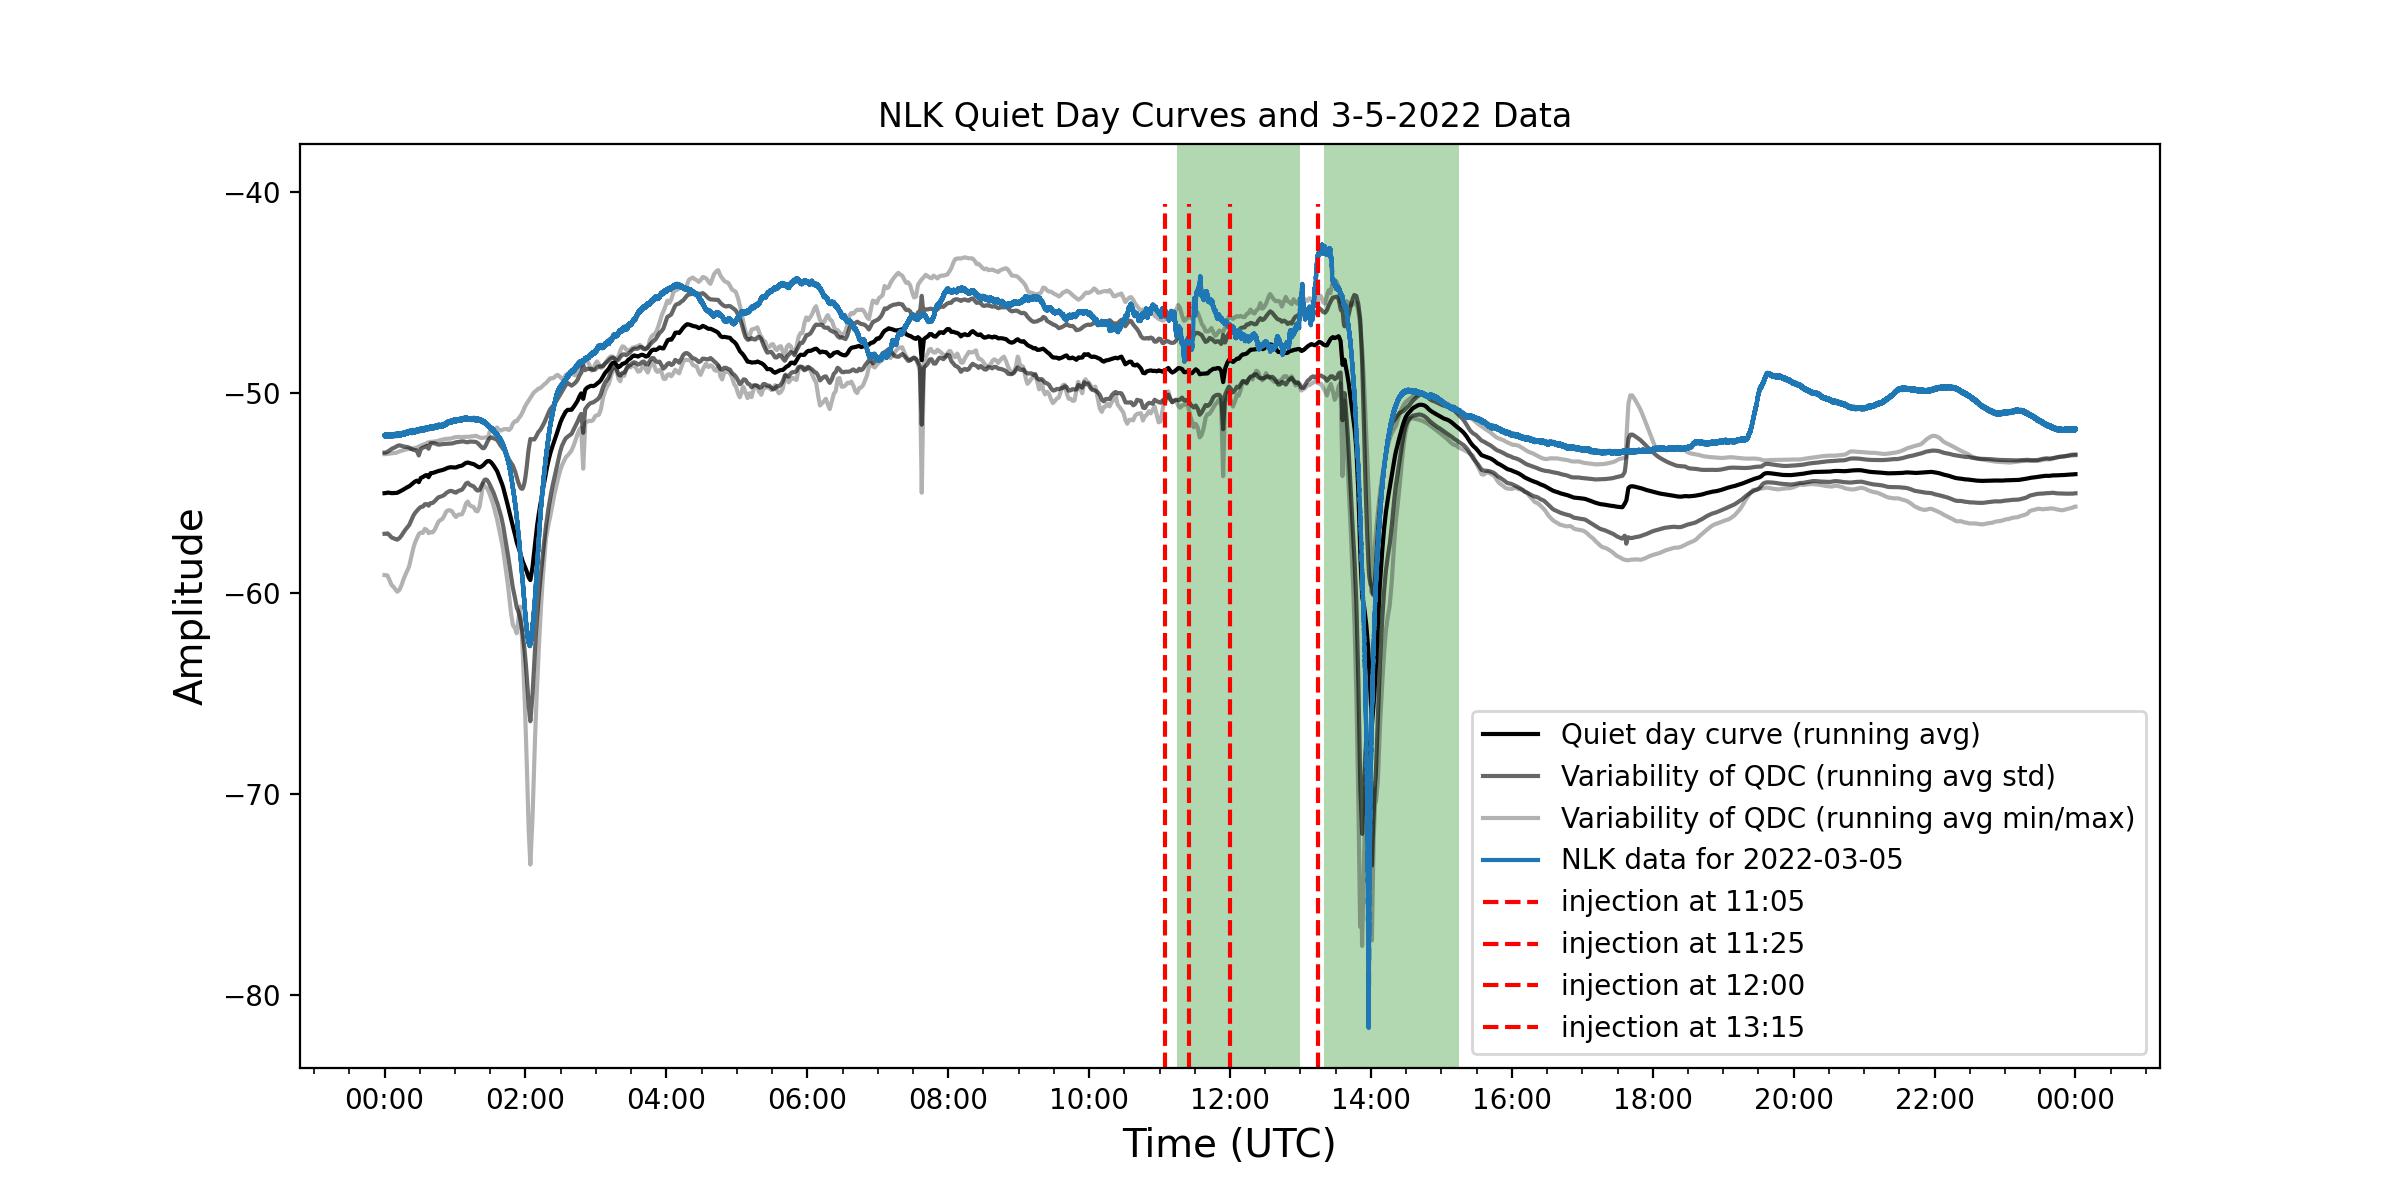 NLK Quiet Day Curves and 3-5-2022 Data
Amplitude
−40
−50
−60
−70
−80
Quiet day curve (running avg)
Variability of QDC (running avg std)
Variability of QDC (running avg min/max)
NLK data for 2022-03-05
injection at 11:05
injection at 11:25
injection at 12:00
injection at 13:15
00:00 02:00 04:00 06:00 08:00 10:00 12:00 14:00 16:00 18:00 20:00 22:00 00:00
Time (UTC)